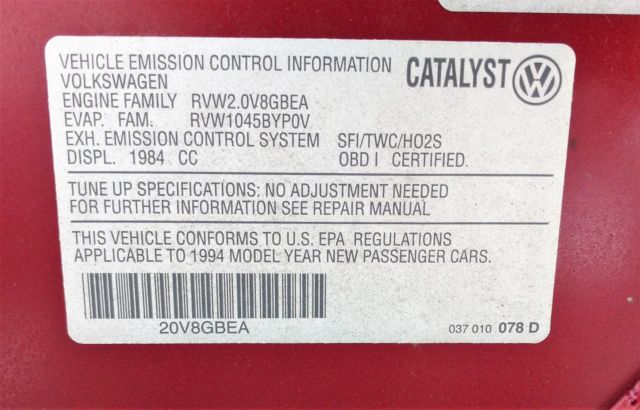 VEHICLE EMISSION CONTROL INFORMATION
VOLKSWAGEN
CATALYST
ENGINE FAMILY RVW2.0V8GBEA
EVAP. FAM. RVW1045BYP0V
EXH. EMISSION CONTROL SYSTEM SFI/TWC/HO2S
DISPL. 1984 CC OBD I CERTIFIED.
TUNE UP SPECIFICATIONS: NO ADJUSTMENT NEEDED
FOR FURTHER INFORMATION SEE REPAIR MANUAL
THIS VEHICLE CONFORMS TO U.S. EPA REGULATIONS
APPLICABLE TO 1994 MODEL YEAR NEW PASSENGER CARS.
20V8GBEA
037 010 078 D